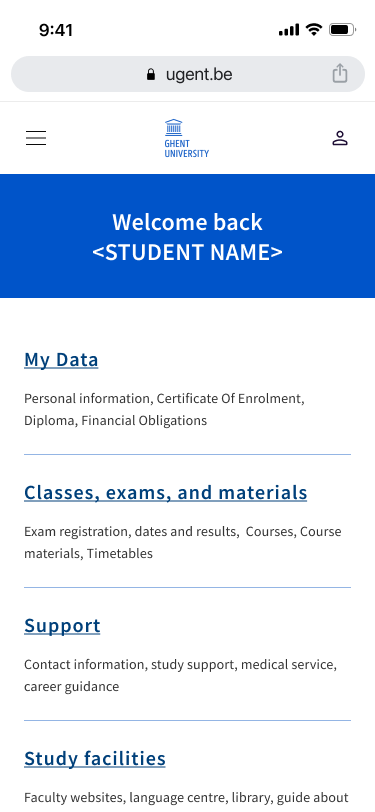 9:41
ugent.be
GHENT
UNIVERSITY
Welcome back
<STUDENT NAME>
My Data
Personal information, Certificate Of Enrolment,
Diploma, Financial Obligations
Classes, exams, and materials
Exam registration, dates and results,  Courses, Course
materials, Timetables
Support
Contact information, study support, medical service,
career guidance
Study facilities
Faculty websites, language centre, library, guide about